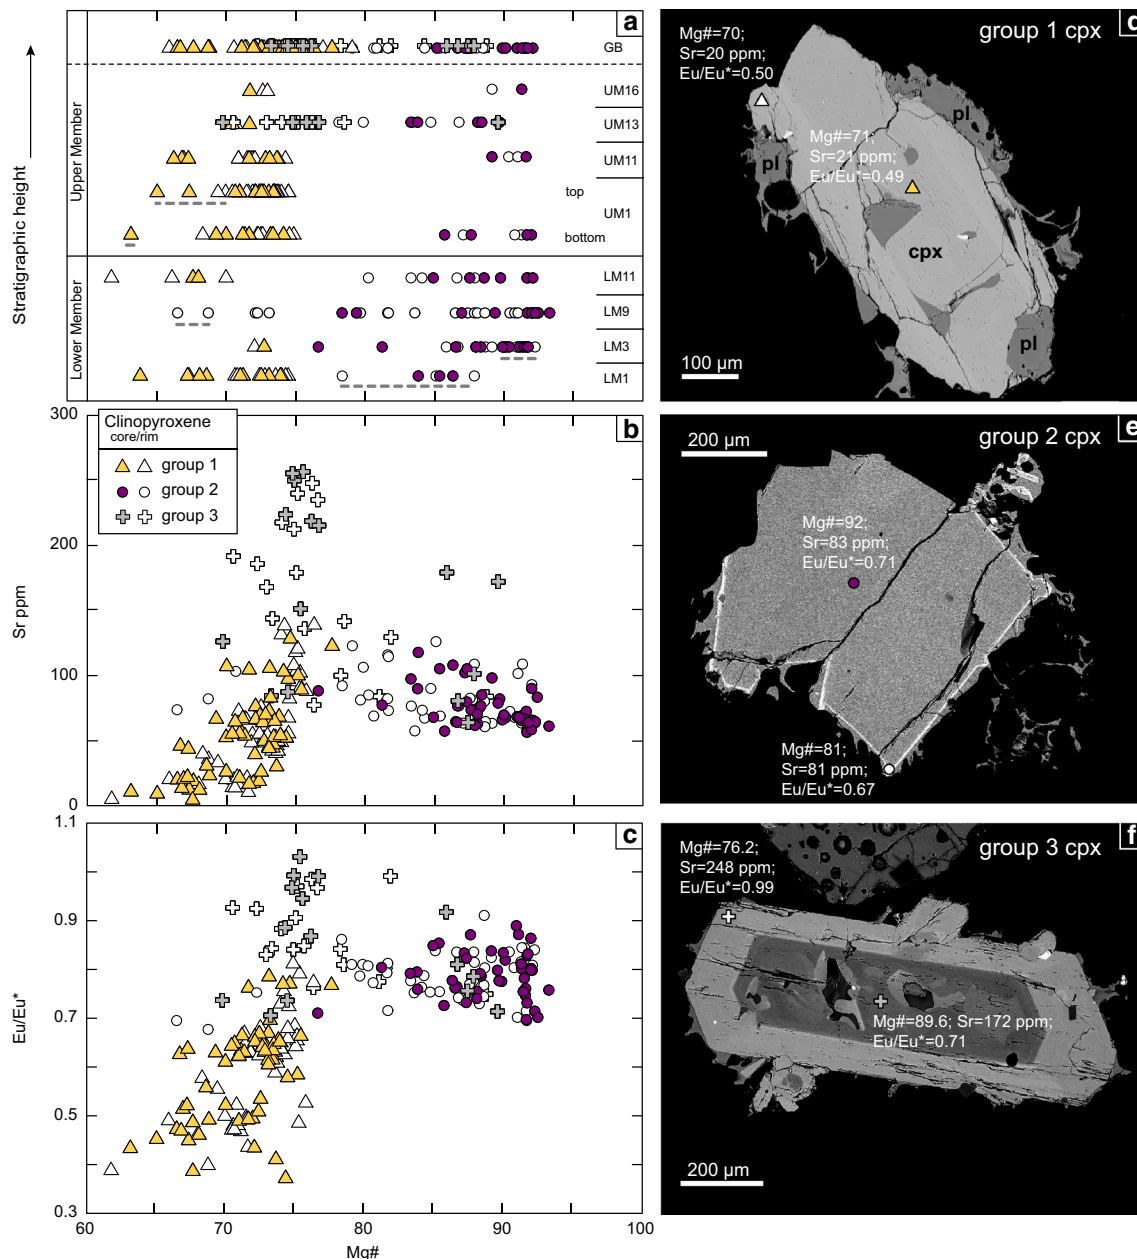 Stratigraphic height
Upper Member
Lower Member
a
GB
UM16
UM13
UM11
top
UM1
bottom
LM11
LM9
LM3
LM1
300
200
100
0
Sr ppm
b
Clinopyroxene
core/rim
group 1
group 2
group 3
1.1
0.9
0.7
0.5
0.3
Eu/Eu*
c
60
70
80
90
100
Mg#
Mg#=70;
Sr=20 ppm;
Eu/Eu*=0.50
group 1 cpx
d
Mg#=71;
Sr=21 ppm;
Eu/Eu*=0.49
pl
pl
cpx
pl
100 µm
200 µm
group 2 cpx
e
Mg#=92;
Sr=83 ppm;
Eu/Eu*=0.71
Mg#=81;
Sr=81 ppm;
Eu/Eu*=0.67
Mg#=76.2;
Sr=248 ppm;
Eu/Eu*=0.99
group 3 cpx
f
Mg#=89.6; Sr=172 ppm;
Eu/Eu*=0.71
200 µm